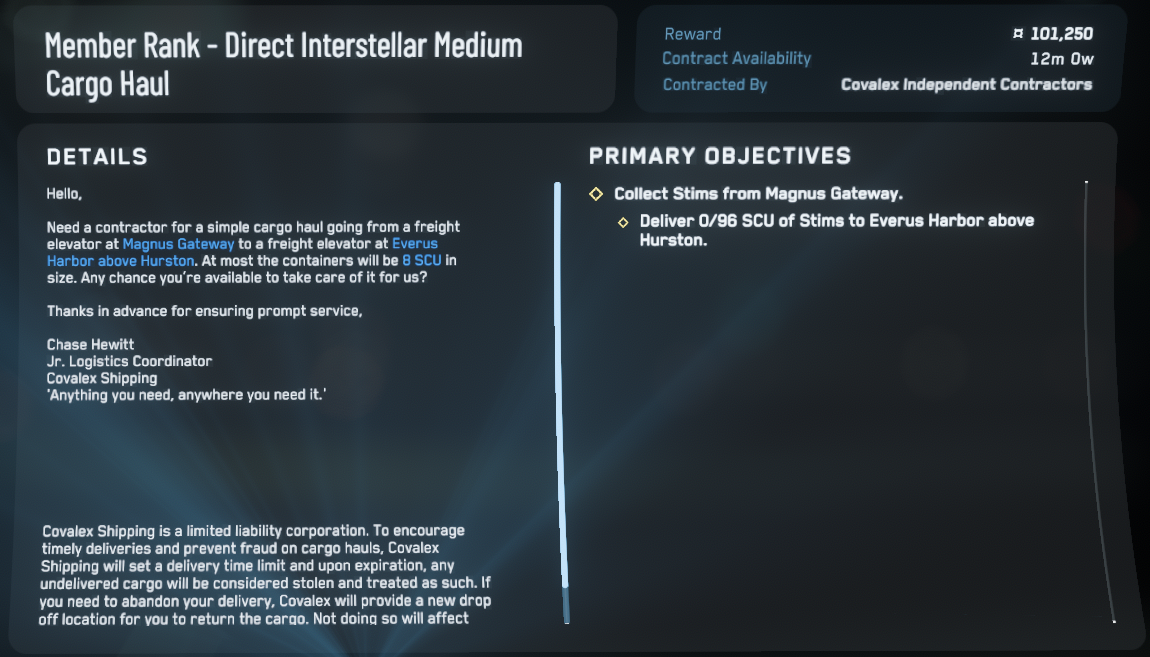 Member Rank - Direct Interstellar Medium
Cargo Haul
Reward ¤ 101,250
Contract Availability 12m 0w
Contracted By Covalex Independent Contractors
DETAILS
Hello,
Need a contractor for a simple cargo haul going from a freight
elevator at Magnus Gateway to a freight elevator at Everus
Harbor above Hurston. At most the containers will be 8 SCU in
size. Any chance you're available to take care of it for us?
Thanks in advance for ensuring prompt service,
Chase Hewitt
Jr. Logistics Coordinator
Covalex Shipping
'Anything you need, anywhere you need it.'
Covalex Shipping is a limited liability corporation. To encourage
timely deliveries and prevent fraud on cargo hauls, Covalex
Shipping will set a delivery time limit and upon expiration, any
undelivered cargo will be considered stolen and treated as such. If
you need to abandon your delivery, Covalex will provide a new drop
off location for you to return the cargo. Not doing so will affect
PRIMARY OBJECTIVES
Collect Stims from Magnus Gateway.
Deliver 0/96 SCU of Stims to Everus Harbor above
Hurston.